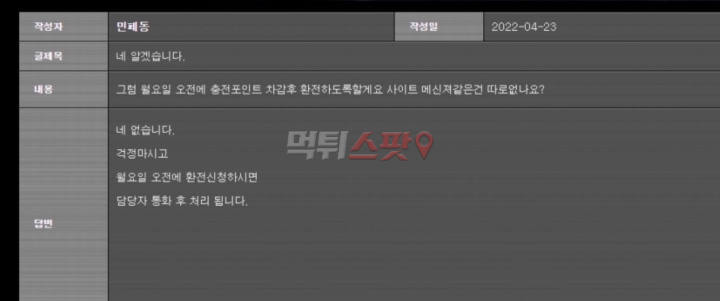 작성자 민페동 작성일 2022-04-23
글제목 네 알겠습니다.
내용 그럼 월요일 오전에 충전포인트 차감후 환전하도록할게요 사이트 메신져같은건 따로없나요?
네 없습니다.
먹튀스팟
걱정마시고
월요일 오전에 환전신청하시면
담당자 통화 후 처리 됩니다.
답변